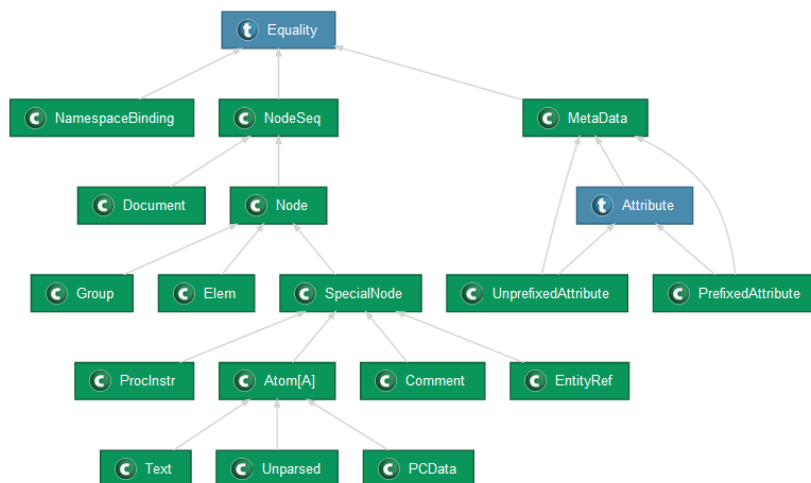 t Equality
c NamespaceBinding
c NodeSeq
c MetaData
c Document
c Node
t Attribute
c Group
c Elem
c SpecialNode
c UnprefixedAttribute
c PrefixedAttribute
c ProcInstr
c Atom[A]
c Comment
c EntityRef
c Text
c Unparsed
c PCData